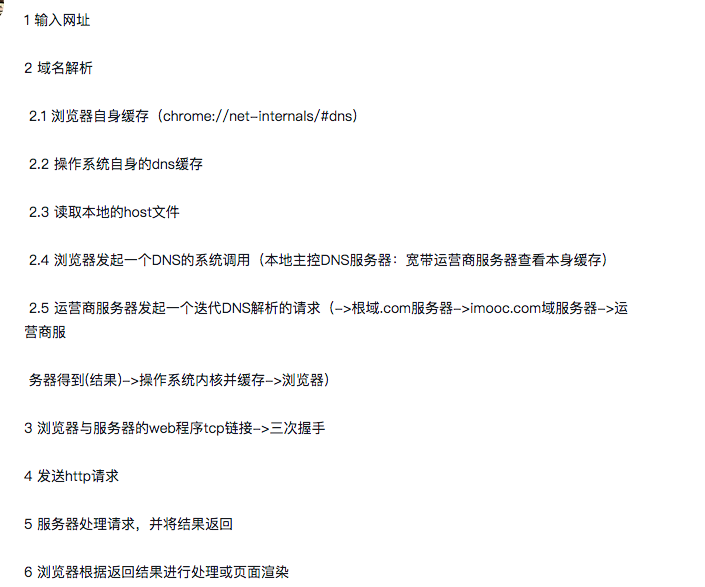 1 输入网址
2 域名解析
2.1 浏览器自身缓存（chrome://net-internals/#dns）
2.2 操作系统自身的dns缓存
2.3 读取本地的host文件
2.4 浏览器发起一个DNS的系统调用（本地主控DNS服务器：宽带运营商服务器查看本身缓存）
2.5 运营商服务器发起一个迭代DNS解析的请求（->根域.com服务器->imooc.com域服务器->运
营商服
务器得到(结果)->操作系统内核并缓存->浏览器）
3 浏览器与服务器的web程序tcp链接->三次握手
4 发送http请求
5 服务器处理请求，并将结果返回
6 浏览器根据返回结果进行处理或页面渲染